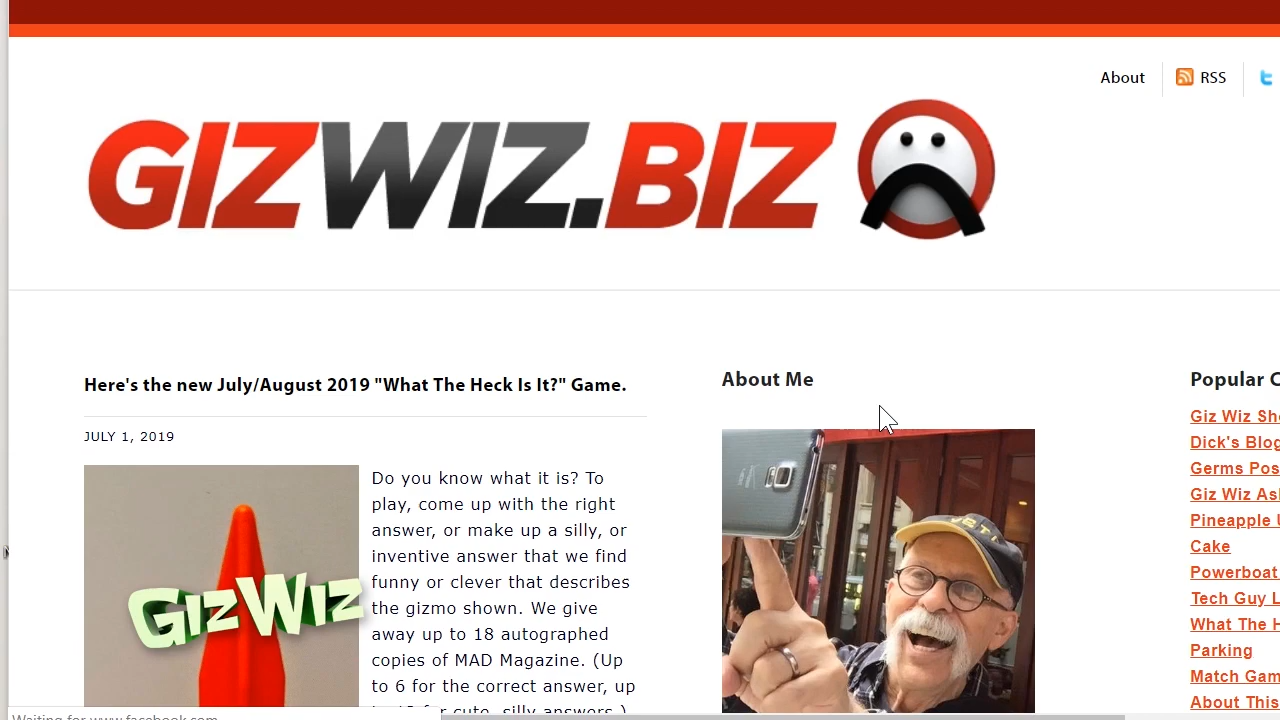 About
RSS
GIZWIZ.BIZ
Here's the new July/August 2019 "What The Heck Is It?" Game.
JULY 1, 2019
GizWiz
Do you know what it is? To
play, come up with the right
answer, or make up a silly, or
inventive answer that we find
funny or clever that describes
the gizmo shown. We give
away up to 18 autographed
copies of MAD Magazine. (Up
to 6 for the correct answer, up
About Me
Popular C
Giz Wiz Sh
Dick's Blog
Germs Pos
Giz Wiz As
Pineapple
Cake
Powerboat
Tech Guy L
What The H
Parking
Match Gam
About This
Waiting for www.facebook.com